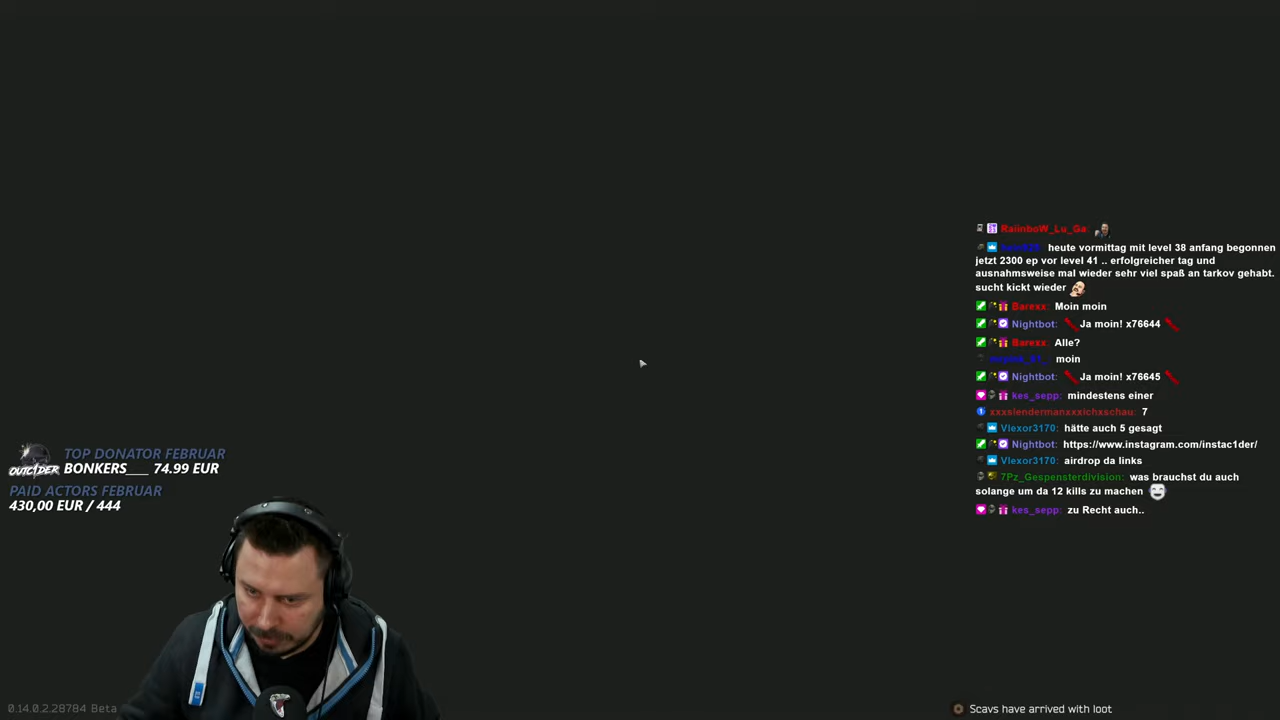 RaiinboW_Lu_Ga:
heute vormittag mit level 38 anfang begonnen
jetzt 2300 ep vor level 41 .. erfolgreicher tag und
ausnahmsweise mal wieder sehr viel spaß an tarkov gehabt.
sucht kickt wieder
Barexx: Moin moin
Nightbot: Ja moin! x76644
Barexx: Alle?
moin
Nightbot: Ja moin! x76645
kes_sepp: mindestens einer
xxxslendermanxxxichxschau: 7
Vlexor3170: hätte auch 5 gesagt
Nightbot: https://www.instagram.com/instac1der/
Vlexor3170: airdrop da links
7Pz_Gespensterdivision: was brauchst du auch
solange um da 12 kills zu machen
kes_sepp: zu Recht auch..
OUTC1DER
TOP DONATOR FEBRUAR
BONKERS___ 74.99 EUR
PAID ACTORS FEBRUAR
430,00 EUR / 444
0.14.0.2.28784 Beta
Scavs have arrived with loot